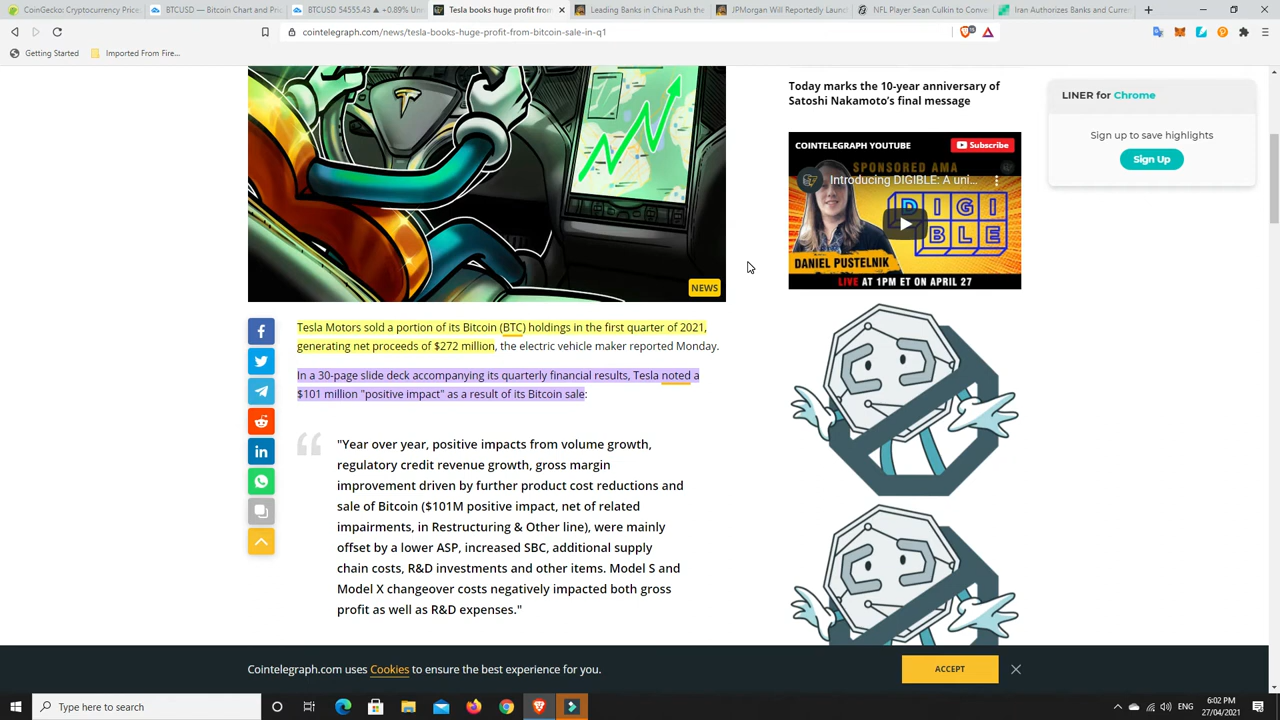 CoinGecko: Cryptocurrency Price
BTCUSD — Bitcoin Chart and Pri
BTCUSD 54555.43 ▲ +0.89% Unn
Tesla books huge profit from
Leading Banks in China Push the
JPMorgan Will Reportedly Launc
NFL Player Sean Culkin to Conve
Iran Authorizes Banks and Curre
cointelegraph.com/news/tesla-books-huge-profit-from-bitcoin-sale-in-q1
Getting Started
Imported From Fire...
NEWS
Tesla Motors sold a portion of its Bitcoin (BTC) holdings in the first quarter of 2021,
generating net proceeds of $272 million, the electric vehicle maker reported Monday.
In a 30-page slide deck accompanying its quarterly financial results, Tesla noted a
$101 million "positive impact" as a result of its Bitcoin sale:
"Year over year, positive impacts from volume growth,
regulatory credit revenue growth, gross margin
improvement driven by further product cost reductions and
sale of Bitcoin ($101M positive impact, net of related
impairments, in Restructuring & Other line), were mainly
offset by a lower ASP, increased SBC, additional supply
chain costs, R&D investments and other items. Model S and
Model X changeover costs negatively impacted both gross
profit as well as R&D expenses."
Today marks the 10-year anniversary of
Satoshi Nakamoto's final message
COINTELEGRAPH YOUTUBE
Subscribe
SPONSORED AMA
Introducing DIGIBLE: A uni...
DIGI
BLE
DANIEL PUSTELNIK
LIVE AT 1PM ET ON APRIL 27
LINER for Chrome
Sign up to save highlights
Sign Up
Cointelegraph.com uses Cookies to ensure the best experience for you.
ACCEPT
Type here to search
ENG
6:02 PM
27/04/2021